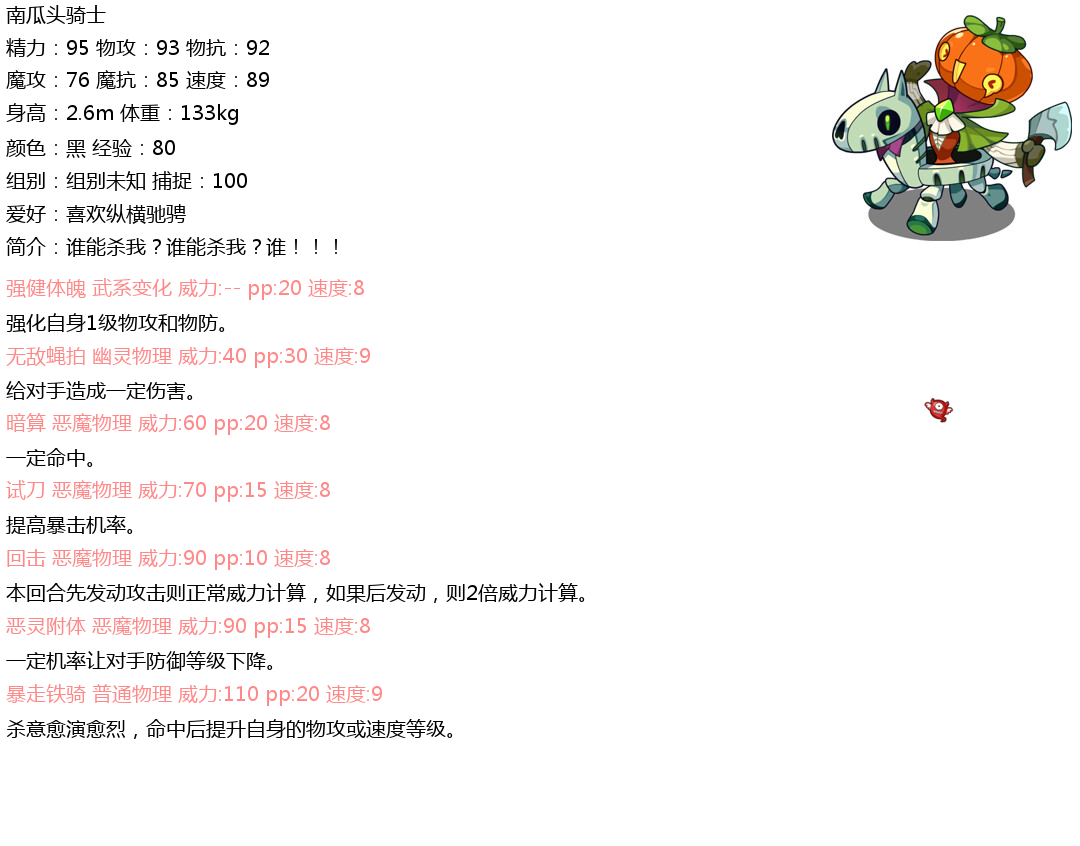 南瓜头骑士
精力：95 物攻：93 物抗：92
魔攻：76 魔抗：85 速度：89
身高：2.6m 体重：133kg
颜色：黑 经验：80
组别：组别未知 捕捉：100
爱好：喜欢纵横驰骋
简介：谁能杀我？谁能杀我？谁！！！
强健体魄 武系变化 威力:-- pp:20 速度:8
强化自身1级物攻和物防。
无敌蝇拍 幽灵物理 威力:40 pp:30 速度:9
给对手造成一定伤害。
暗算 恶魔物理 威力:60 pp:20 速度:8
一定命中。
试刀 恶魔物理 威力:70 pp:15 速度:8
提高暴击机率。
回击 恶魔物理 威力:90 pp:10 速度:8
本回合先发动攻击则正常威力计算，如果后发动，则2倍威力计算。
恶灵附体 恶魔物理 威力:90 pp:15 速度:8
一定机率让对手防御等级下降。
暴走铁骑 普通物理 威力:110 pp:20 速度:9
杀意愈演愈烈，命中后提升自身的物攻或速度等级。